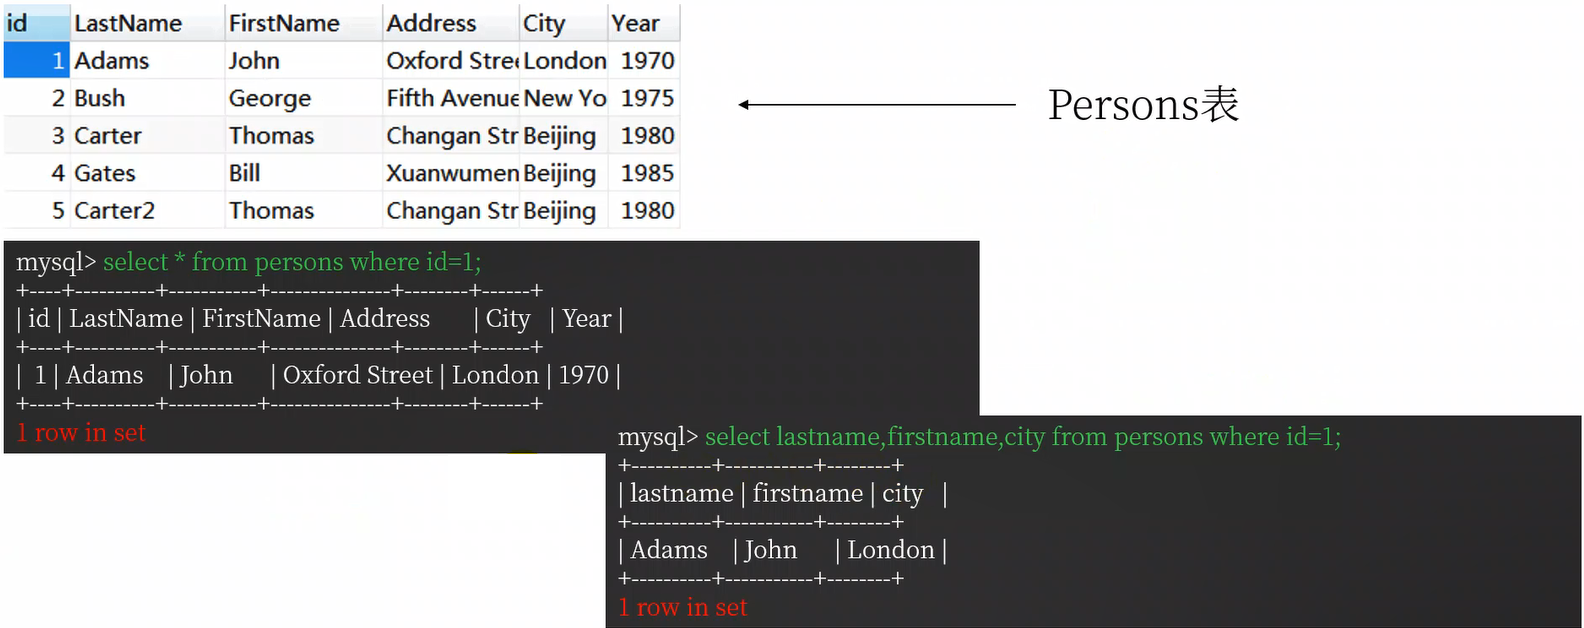 id LastName FirstName Address City Year
1 Adams John Oxford Stree London 1970
2 Bush George Fifth Avenue New Yo 1975
3 Carter Thomas Changan Str Beijing 1980
4 Gates Bill Xuanwumen Beijing 1985
5 Carter2 Thomas Changan Str Beijing 1980
Persons表
mysql> select * from persons where id=1;
+----+----------+-----------+---------------+--------+------+
| id | LastName | FirstName | Address | City | Year |
+----+----------+-----------+---------------+--------+------+
| 1 | Adams | John | Oxford Street | London | 1970 |
+----+----------+-----------+---------------+--------+------+
1 row in set
mysql> select lastname,firstname,city from persons where id=1;
+----------+-----------+--------+
| lastname | firstname | city |
+----------+-----------+--------+
| Adams | John | London |
+----------+-----------+--------+
1 row in set